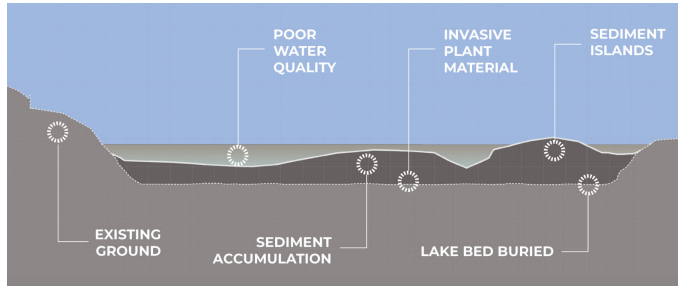 POOR
WATER
QUALITY
INVASIVE
PLANT
MATERIAL
SEDIMENT
ISLANDS
EXISTING
GROUND
SEDIMENT
ACCUMULATION
LAKE BED BURIED